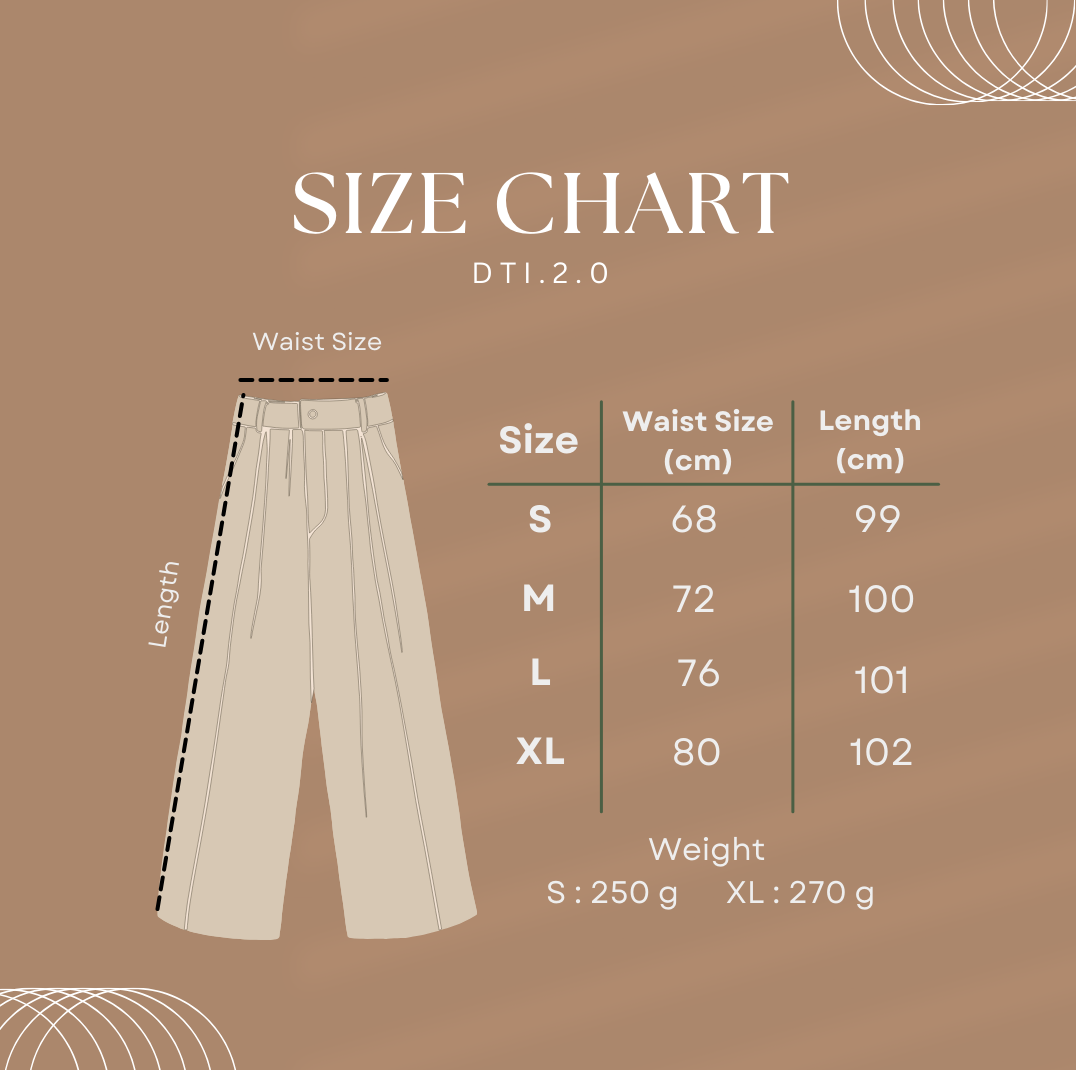 SIZE CHART
DTI.2.0
Waist Size
Length
Size Waist Size (cm) Length (cm)
S 68 99
M 72 100
L 76 101
XL 80 102
Weight
S : 250 g XL : 270 g